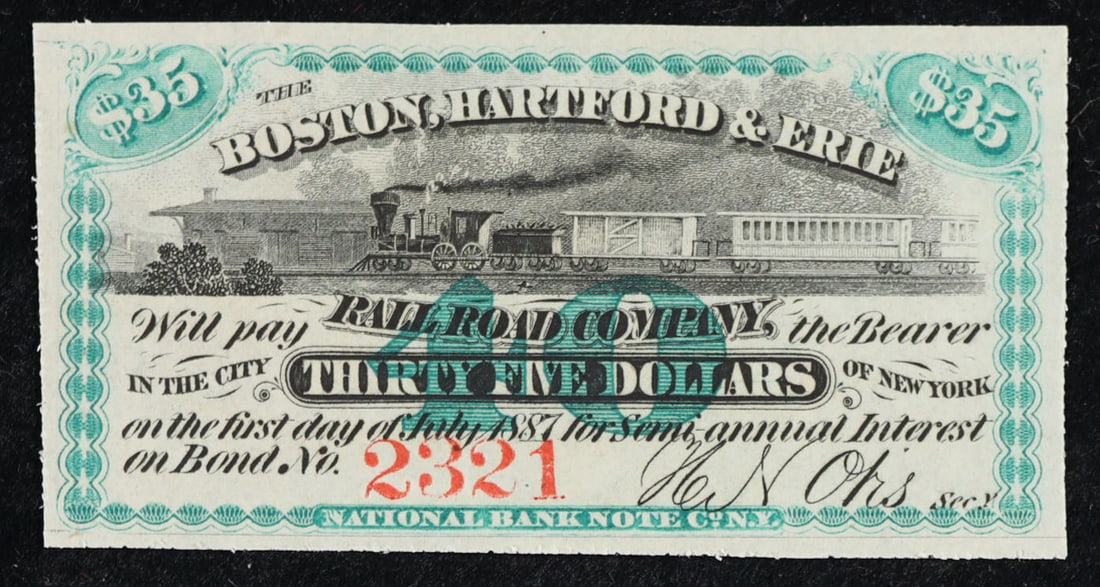 $35 $35
THE
BOSTON, HARTFORD & ERIE
RAIL ROAD COMPANY,
Will pay the Bearer
10
IN THE CITY THIRTY FIVE DOLLARS OF NEW YORK
on the first day of July 1887 for Semi-annual Interest
on Bond No. 2321 H N Otis Secy.
NATIONAL BANK NOTE Co. N.Y.